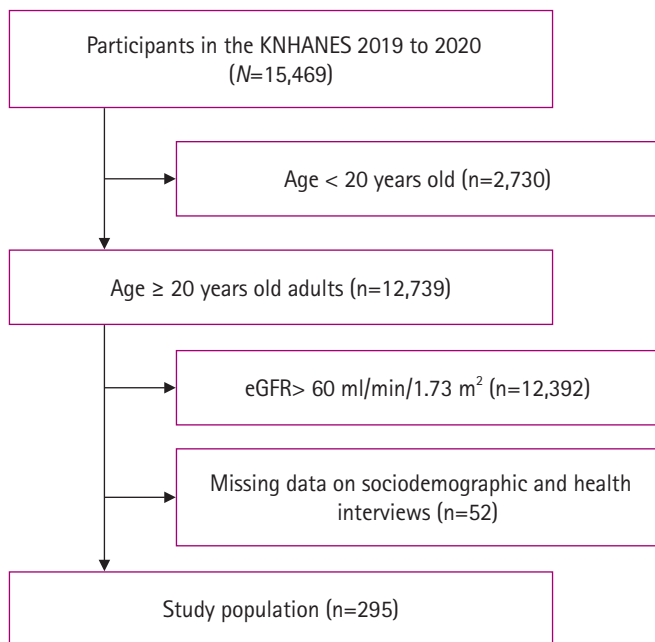 Participants in the KNHANES 2019 to 2020
(N=15,469)
Age < 20 years old (n=2,730)
Age ≥ 20 years old adults (n=12,739)
eGFR> 60 ml/min/1.73 m² (n=12,392)
Missing data on sociodemographic and health
interviews (n=52)
Study population (n=295)